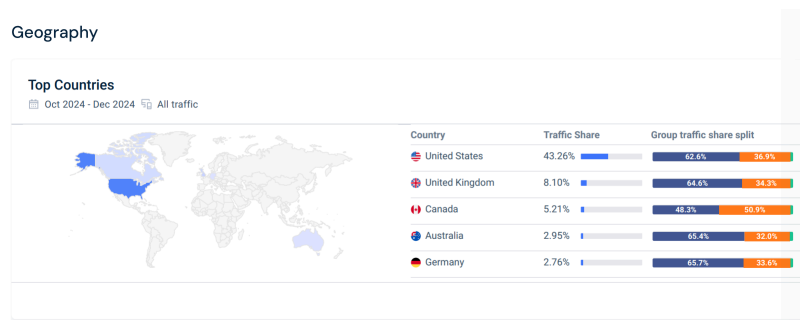 Geography
Top Countries
Oct 2024 - Dec 2024 All traffic
Country Traffic Share Group traffic share split
United States 43.26% 62.6% 36.9%
United Kingdom 8.10% 64.6% 34.3%
Canada 5.21% 48.3% 50.9%
Australia 2.95% 65.4% 32.0%
Germany 2.76% 65.7% 33.6%